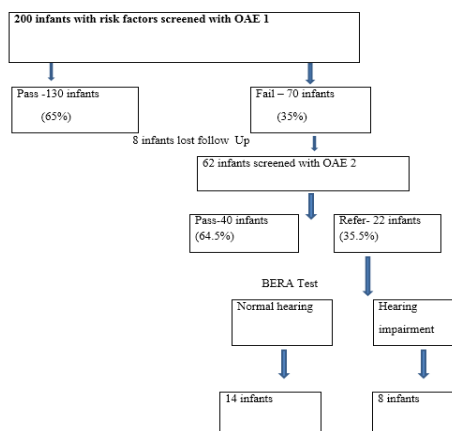 200 infants with risk factors screened with OAE 1
Pass -130 infants
(65%)
Fail – 70 infants
(35%)
8 infants lost follow Up
62 infants screened with OAE 2
Pass-40 infants
(64.5%)
Refer- 22 infants
(35.5%)
BERA Test
Normal hearing
Hearing
impairment
14 infants
8 infants